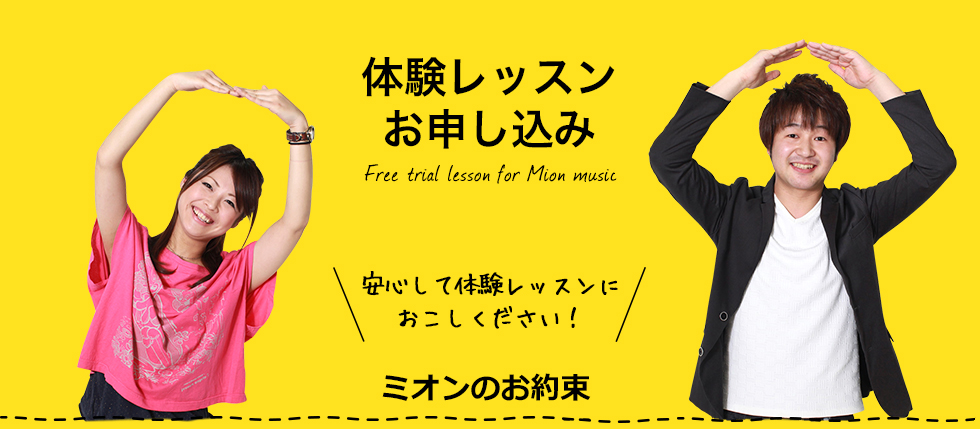 体験レッスン
お申し込み
Free trial lesson for Mion music
安心して体験レッスンに
おこしください！
ミオンのお約束